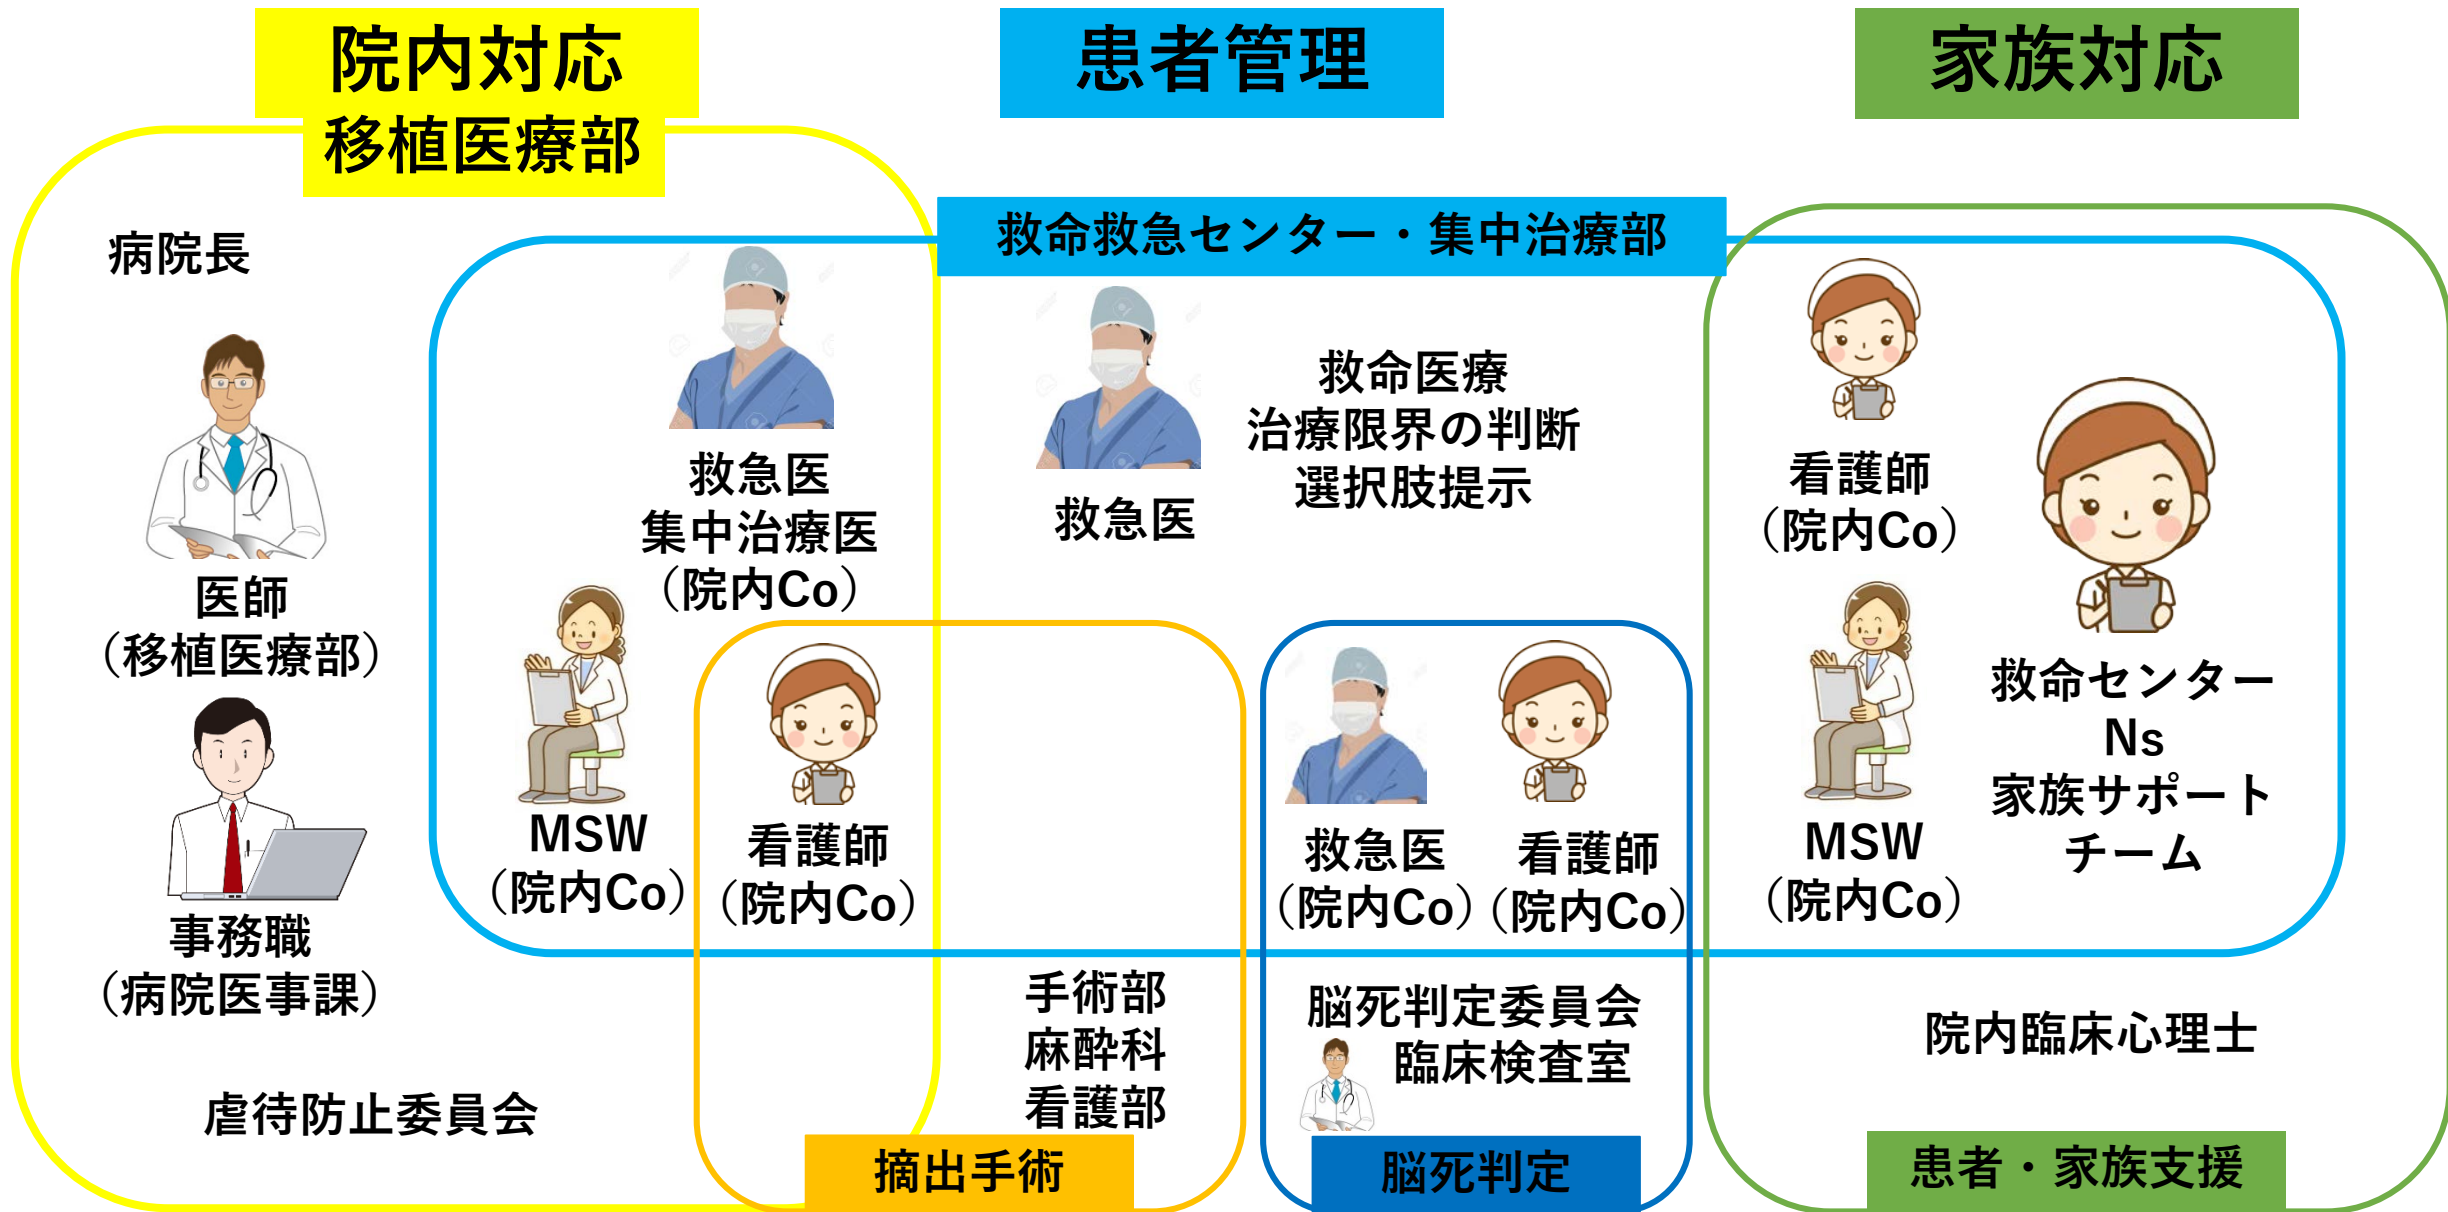 院内対応
移植医療部
患者管理
家族対応
救命救急センター・集中治療部
病院長
医師
（移植医療部）
事務職
（病院医事課）
虐待防止委員会
救急医
集中治療医
（院内Co）
MSW
（院内Co）
看護師
（院内Co）
救急医
救命医療
治療限界の判断
選択肢提示
手術部
麻酔科
看護部
摘出手術
救急医
（院内Co）
看護師
（院内Co）
脳死判定委員会
臨床検査室
脳死判定
看護師
（院内Co）
MSW
（院内Co）
救命センター
Ns
家族サポート
チーム
院内臨床心理士
患者・家族支援